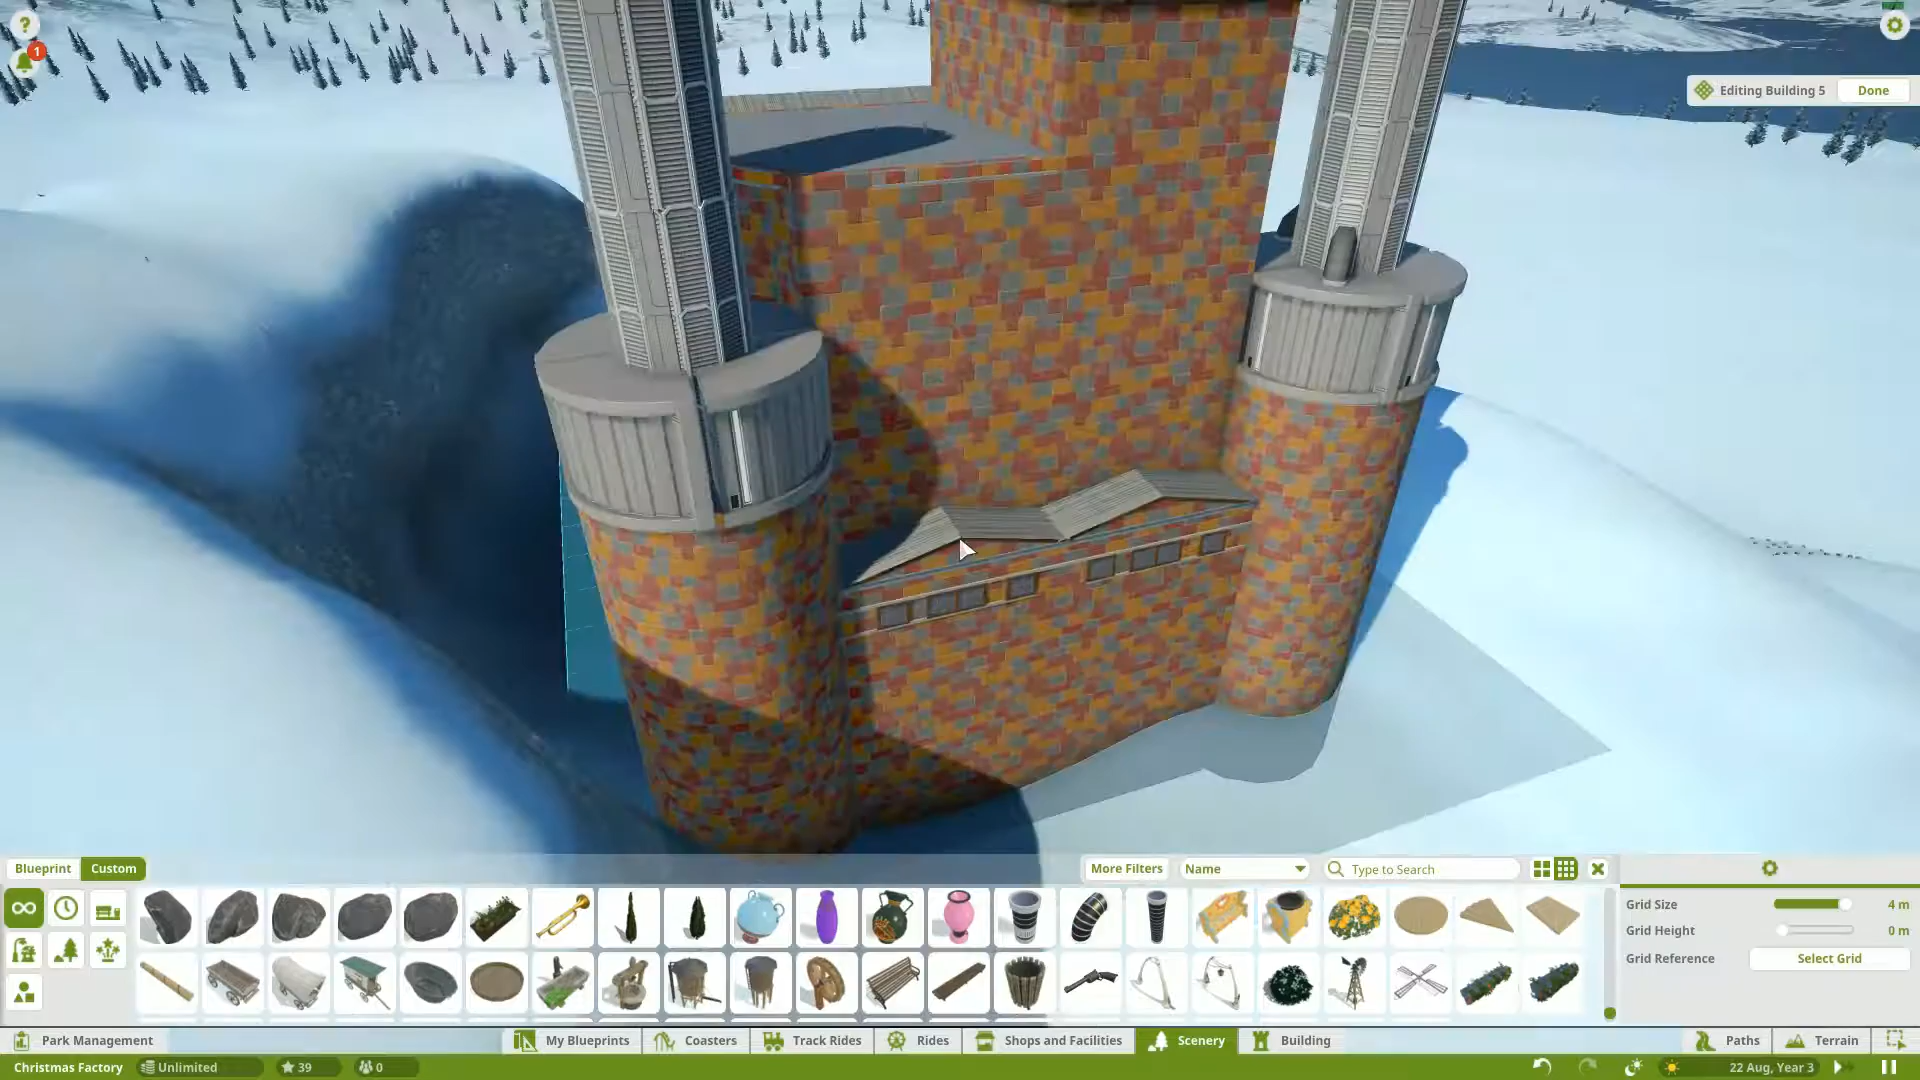 ?
1
Editing Building 5
Done
Blueprint
Custom
More Filters
Name
Type to Search
Grid Size
4 m
Grid Height
0 m
Grid Reference
Select Grid
Park Management
My Blueprints
Coasters
Track Rides
Rides
Shops and Facilities
Scenery
Building
Paths
Terrain
Christmas Factory
Unlimited
39
0
22 Aug, Year 3